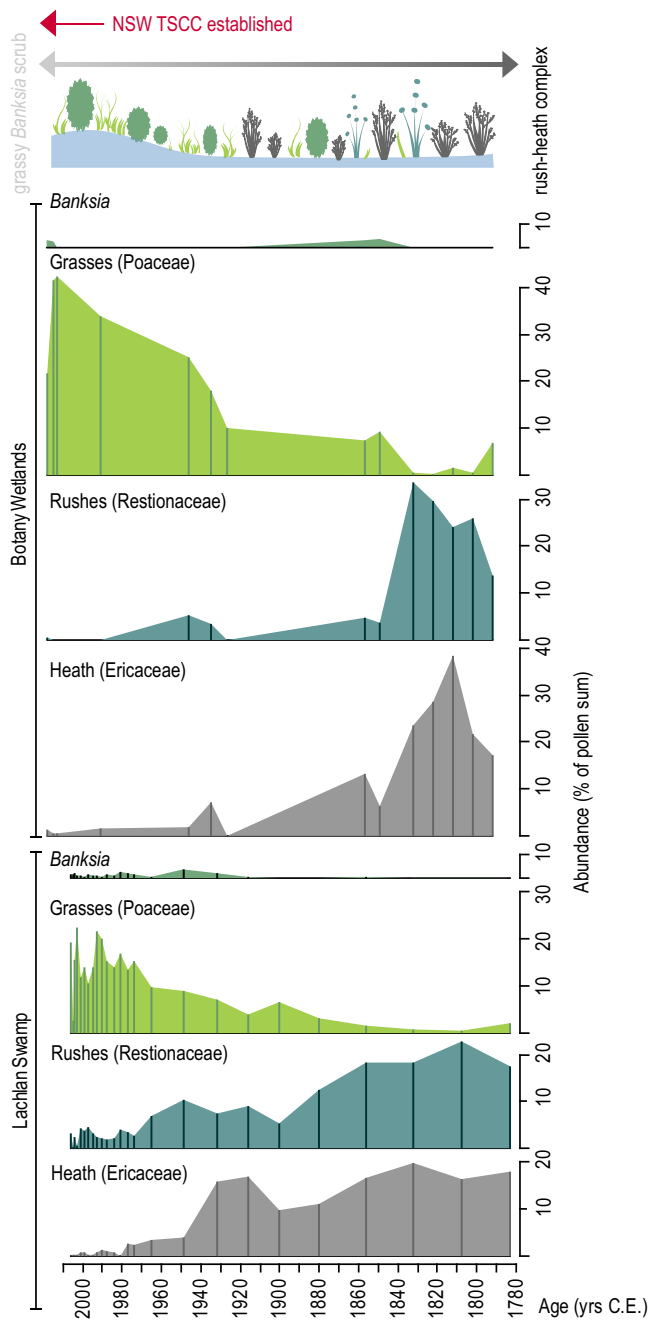 NSW TSCC established
grassy Banksia scrub
rush-heath complex
Botany Wetlands
Banksia
10
Grasses (Poaceae)
40
30
20
10
Rushes (Restionaceae)
30
20
10
0
Heath (Ericaceae)
40
30
20
10
Abundance (% of pollen sum)
Lachlan Swamp
Banksia
10
Grasses (Poaceae)
30
20
10
Rushes (Restionaceae)
20
10
Heath (Ericaceae)
20
10
0
2000 1980 1960 1940 1920 1900 1880 1860 1840 1820 1800 1780 Age (yrs C.E.)